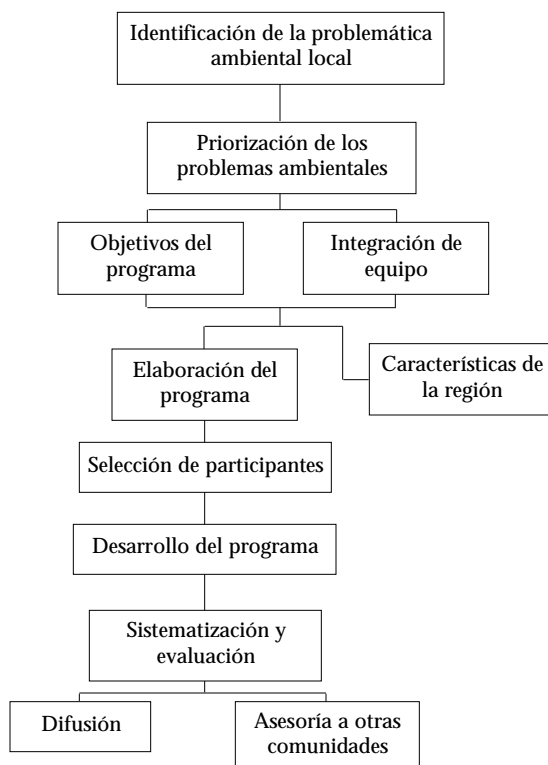 Identificación de la problemática
ambiental local
Priorización de los
problemas ambientales
Objetivos del
programa
Integración de
equipo
Elaboración del
programa
Características de
la región
Selección de participantes
Desarrollo del programa
Sistematización y
evaluación
Difusión
Asesoría a otras
comunidades